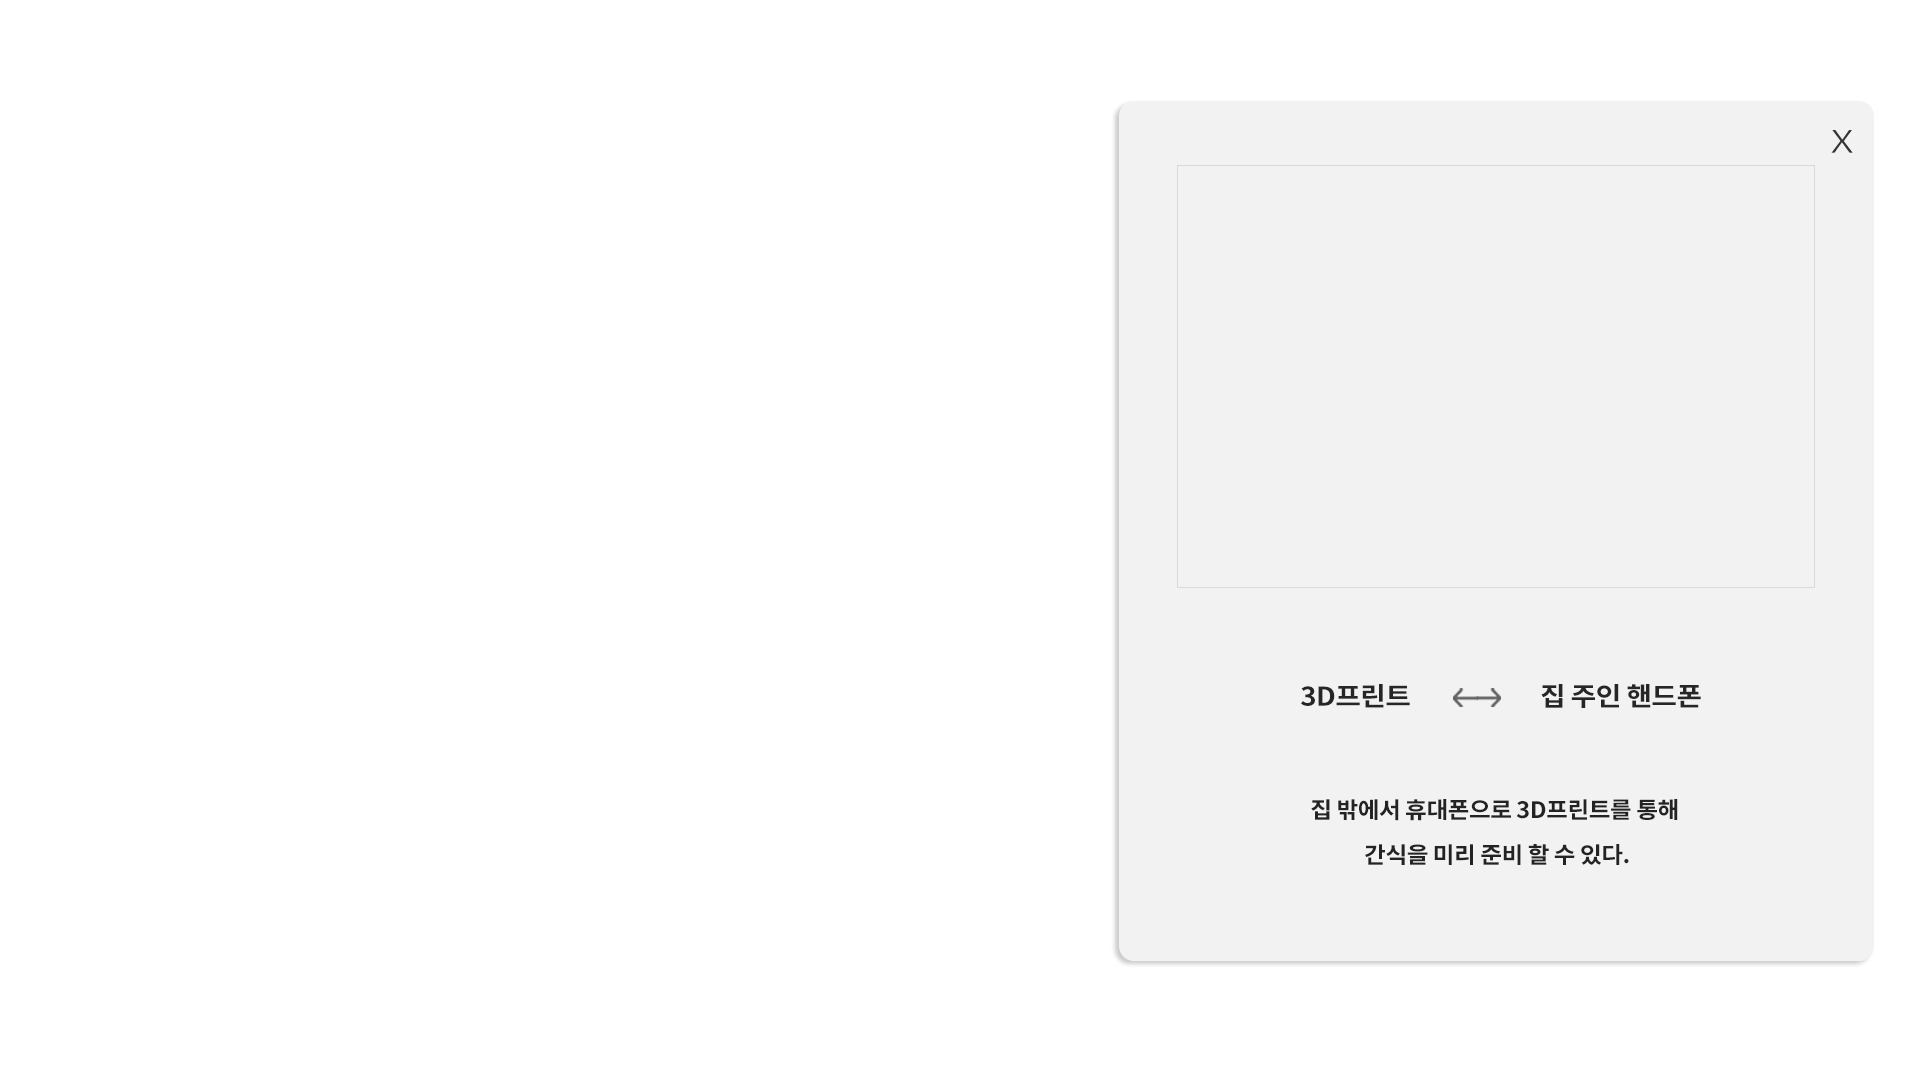 X
3D프린트 ↔ 집 주인 핸드폰
집 밖에서 휴대폰으로 3D프린트를 통해
간식을 미리 준비 할 수 있다.